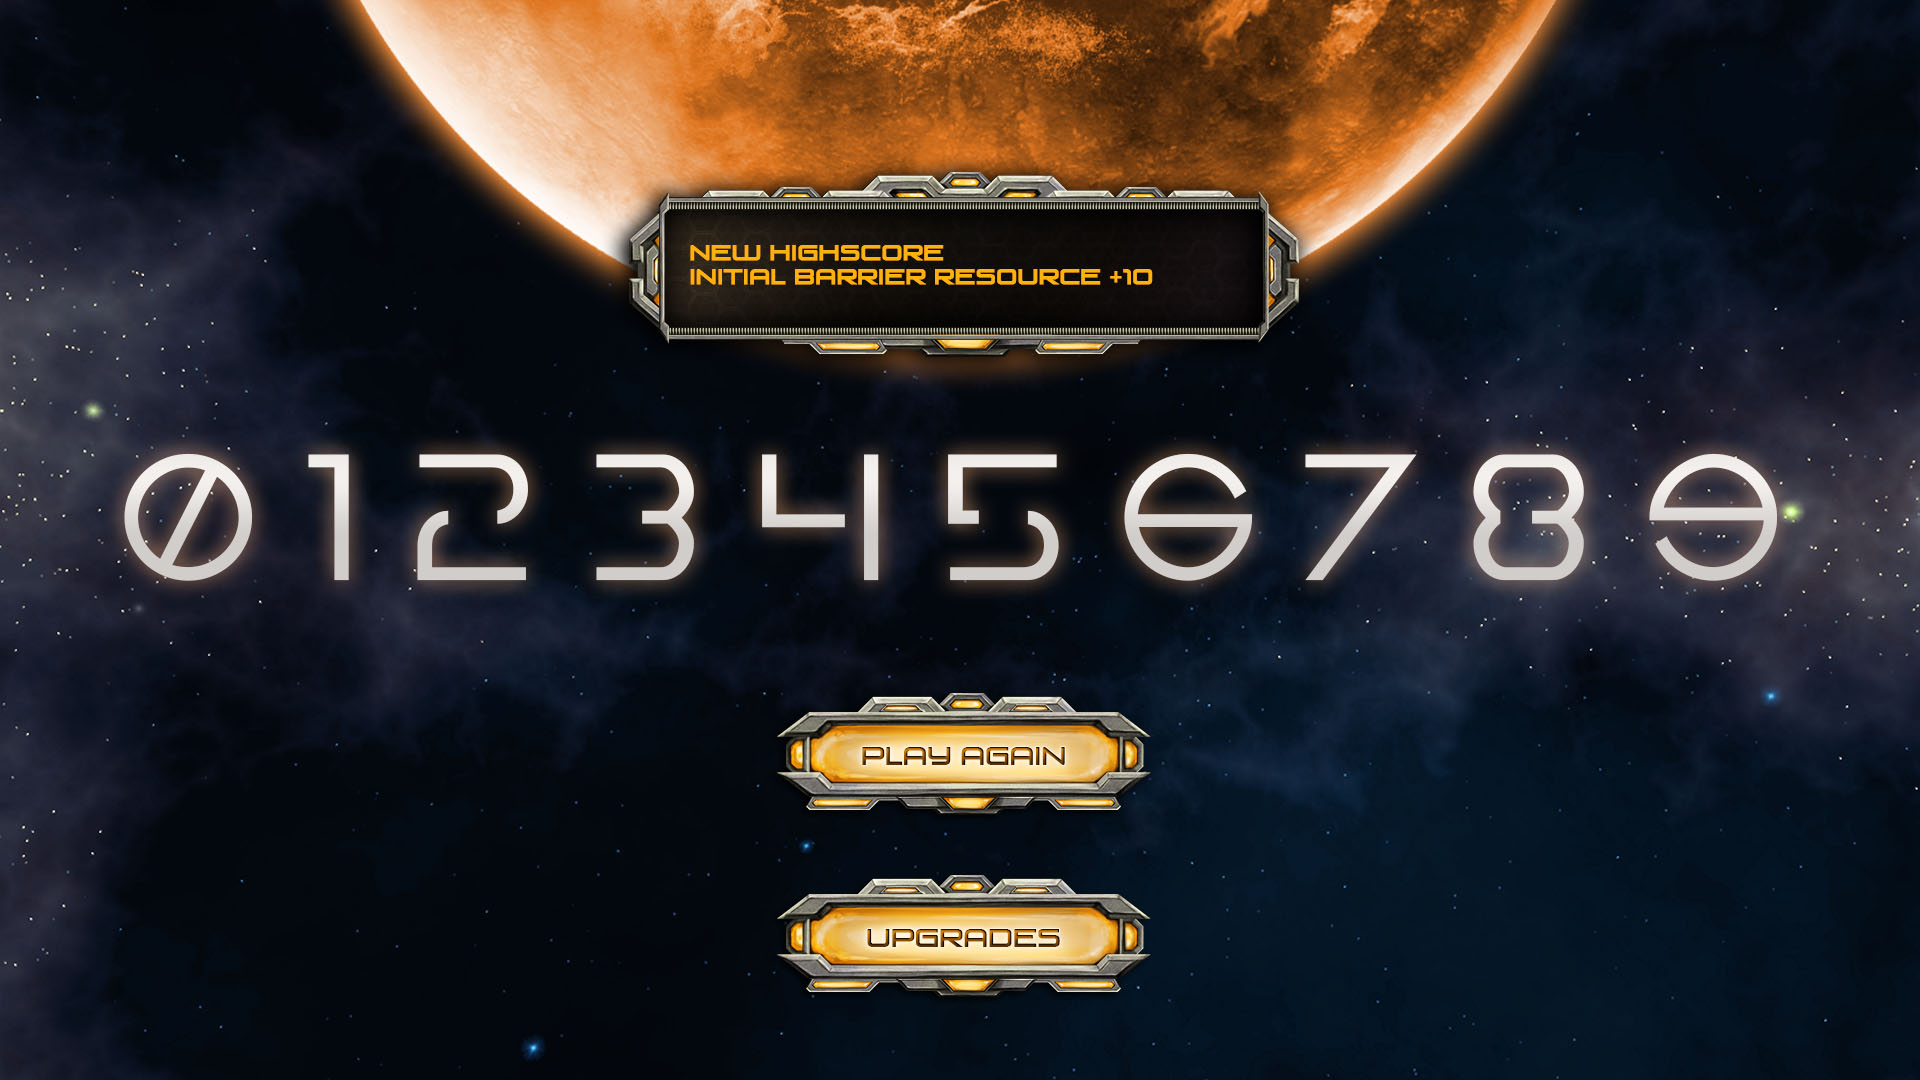 NEW HIGHSCORE
INITIAL BARRIER RESOURCE +10
0123456789
PLAY AGAIN
UPGRADES